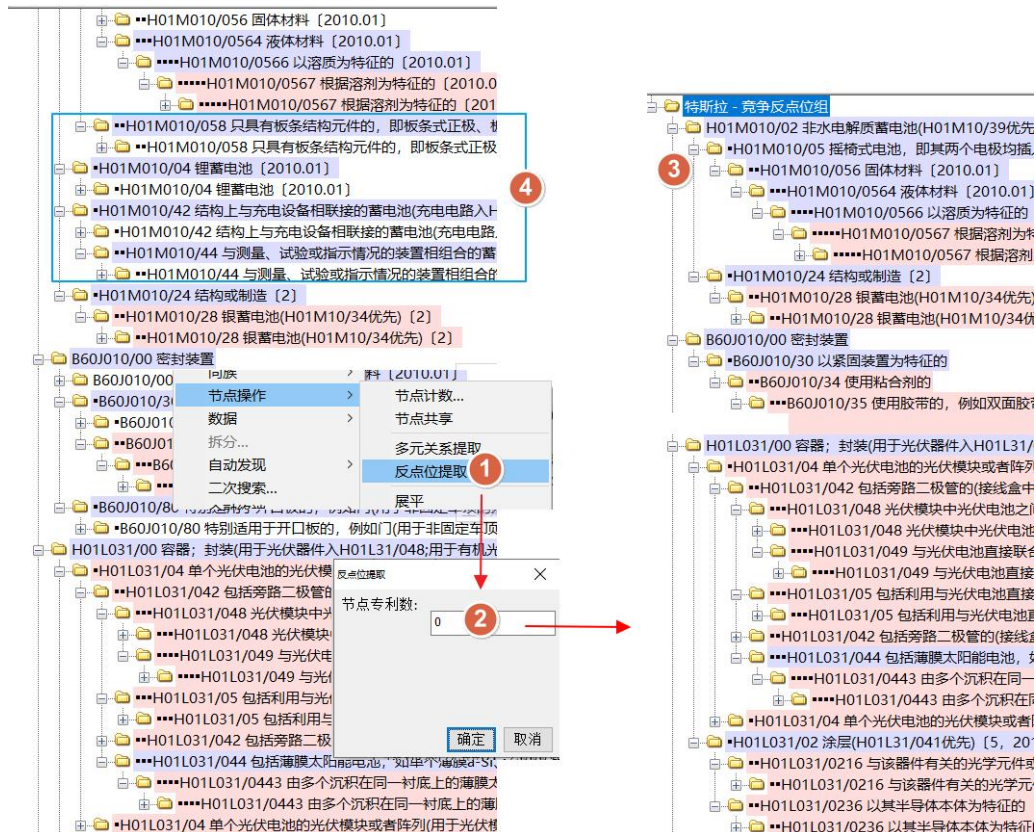 ••H01M010/056 固体材料〔2010.01〕
•••H01M010/0564 液体材料〔2010.01〕
••••H01M010/0566 以溶质为特征的〔2010.01〕
•••••H01M010/0567 根据溶剂为特征的〔2010.0
•••••H01M010/0567 根据溶剂为特征的〔201
••H01M010/058 只具有板条结构元件的，即板条式正极、
••H01M010/058 只具有板条结构元件的，即板条式正极
•H01M010/04 锂蓄电池〔2010.01〕
•H01M010/04 锂蓄电池〔2010.01〕
•H01M010/42 结构上与充电设备相联接的蓄电池(充电电路入H
•H01M010/42 结构上与充电设备相联接的蓄电池(充电电路
••H01M010/44 与测量、试验或指示情况的装置相组合的蓄
••H01M010/44 与测量、试验或指示情况的装置相组合的
4
•H01M010/24 结构或制造〔2〕
••H01M010/28 银蓄电池(H01M10/34优先)〔2〕
••H01M010/28 银蓄电池(H01M10/34优先)〔2〕
B60J010/00 密封装置
B60J010/00
料〔2010.01〕
•B60J010/3
•B60J010
••B60J01
•••B60
•••
•B60J010/80
•B60J010/80 特别适用于开口板的，例如门(用于非固定车顶
H01L031/00 容器；封装(用于光伏器件入H01L31/048;用于有机光
•H01L031/04 单个光伏电池的光伏模
••H01L031/042 包括旁路二极管的
•••H01L031/048 光伏模块中光
•••H01L031/048 光伏模块
••••H01L031/049 与光伏电
••••H01L031/049 与光
•••H01L031/05 包括利用与光
•••H01L031/05 包括利用与
••H01L031/042 包括旁路二极
•••H01L031/044 包括薄膜太阳能电池，如单个薄膜a-Si
••••H01L031/0443 由多个沉积在同一衬底上的薄膜太
••••H01L031/0443 由多个沉积在同一衬底上的薄
•H01L031/04 单个光伏电池的光伏模块或者阵列(用于光伏模
同族
节点操作
数据
拆分...
自动发现
二次搜索...
节点计数...
节点共享
多元关系提取
反点位提取
1
展平
反点位提取
节点专利数:
0
2
确定
取消
特斯拉 - 竞争反点位组
H01M010/02 非水电解质蓄电池(H01M10/39优先
•H01M010/05 摇椅式电池，即其两个电极均插
3
••H01M010/056 固体材料〔2010.01〕
•••H01M010/0564 液体材料〔2010.01〕
••••H01M010/0566 以溶质为特征的
•••••H01M010/0567 根据溶剂为特
•••••H01M010/0567 根据溶剂
•H01M010/24 结构或制造〔2〕
••H01M010/28 银蓄电池(H01M10/34优先)
••H01M010/28 银蓄电池(H01M10/34优
B60J010/00 密封装置
•B60J010/30 以紧固装置为特征的
••B60J010/34 使用粘合剂的
•••B60J010/35 使用胶带的，例如双面胶
H01L031/00 容器；封装(用于光伏器件入H01L31/
•H01L031/04 单个光伏电池的光伏模块或者阵列
••H01L031/042 包括旁路二极管的(接线盒中
•••H01L031/048 光伏模块中光伏电池之间
•••H01L031/048 光伏模块中光伏电池
••••H01L031/049 与光伏电池直接联合
••••H01L031/049 与光伏电池直接
•••H01L031/05 包括利用与光伏电池直接
•••H01L031/05 包括利用与光伏电池直
••H01L031/042 包括旁路二极管的(接线盒
•••H01L031/044 包括薄膜太阳能电池，如
••••H01L031/0443 由多个沉积在同一
••••H01L031/0443 由多个沉积在同
•H01L031/04 单个光伏电池的光伏模块或者
•H01L031/02 涂层(H01L31/041优先)〔5，201
••H01L031/0216 与该器件有关的光学元件或
••H01L031/0216 与该器件有关的光学元
••H01L031/0236 以其半导体本体为特征的
••H01L031/0236 以其半导体本体为特征的